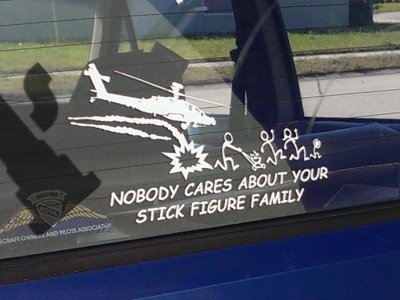 NOBODY CARES ABOUT YOUR
STICK FIGURE FAMILY
AIRCRAFT OWNERS AND PILOTS ASSOCIATION